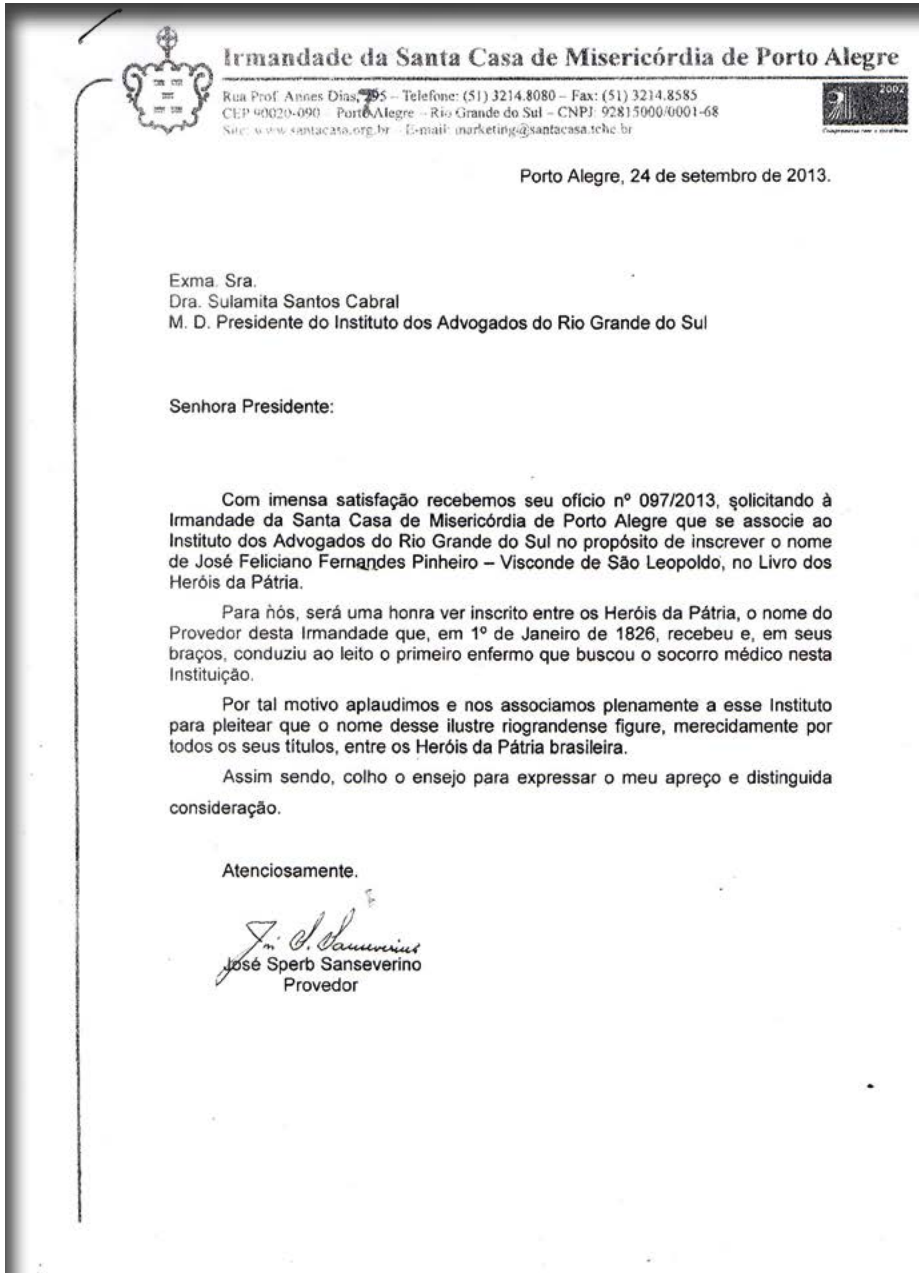 Irmandade da Santa Casa de Misericórdia de Porto Alegre
Rua Prof. Annes Dias, 295 – Telefone: (51) 3214.8080 – Fax: (51) 3214.8585
CEP 90020-090 – Porto Alegre – Rio Grande do Sul – CNPJ: 92815000/0001-68
Site: www.santacasa.org.br – E-mail: marketing@santacasa.tche.br
2002
Porto Alegre, 24 de setembro de 2013.
Exma. Sra.
Dra. Sulamita Santos Cabral
M. D. Presidente do Instituto dos Advogados do Rio Grande do Sul
Senhora Presidente:
Com imensa satisfação recebemos seu ofício nº 097/2013, solicitando à
Irmandade da Santa Casa de Misericórdia de Porto Alegre que se associe ao
Instituto dos Advogados do Rio Grande do Sul no propósito de inscrever o nome
de José Feliciano Fernandes Pinheiro – Visconde de São Leopoldo, no Livro dos
Heróis da Pátria.
Para nós, será uma honra ver inscrito entre os Heróis da Pátria, o nome do
Provedor desta Irmandade que, em 1º de Janeiro de 1826, recebeu e, em seus
braços, conduziu ao leito o primeiro enfermo que buscou o socorro médico nesta
Instituição.
Por tal motivo aplaudimos e nos associamos plenamente a esse Instituto
para pleitear que o nome desse ilustre riograndense figure, merecidamente por
todos os seus títulos, entre os Heróis da Pátria brasileira.
Assim sendo, colho o ensejo para expressar o meu apreço e distinguida
consideração.
Atenciosamente.
José Sperb Sanseverino
Provedor